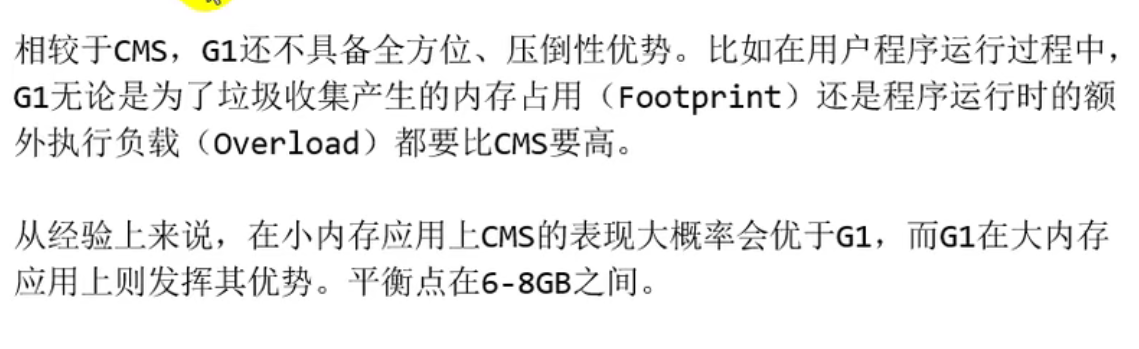 相较于CMS，G1还不具备全方位、压倒性优势。比如在用户程序运行过程中，
G1无论是为了垃圾收集产生的内存占用（Footprint）还是程序运行时的额
外执行负载（Overload）都要比CMS要高。
从经验上来说，在小内存应用上CMS的表现大概率会优于G1，而G1在大内存
应用上则发挥其优势。平衡点在6-8GB之间。